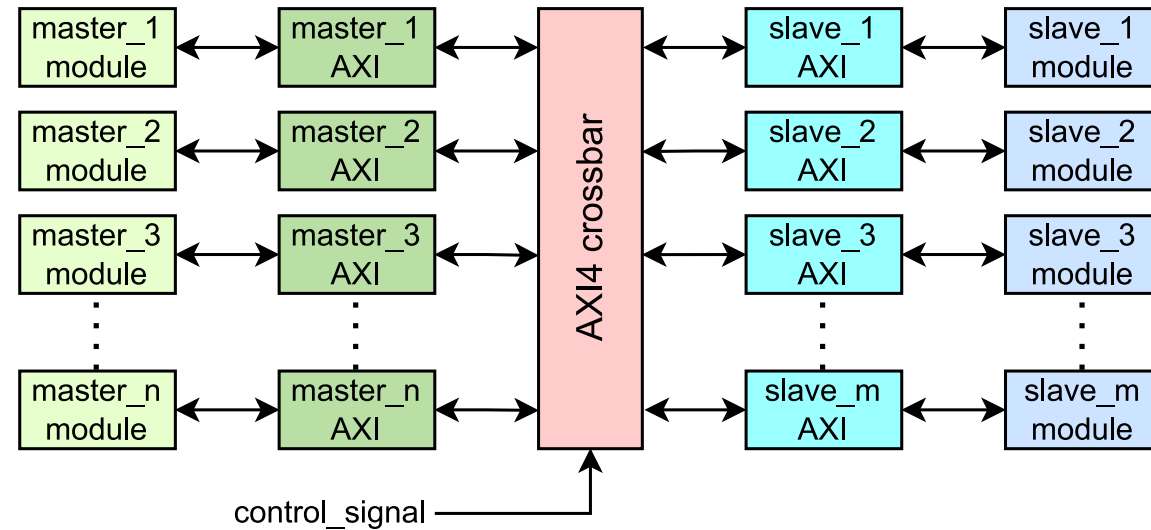 master_1
module
master_1
AXI
slave_1
AXI
slave_1
module
master_2
module
master_2
AXI
slave_2
AXI
slave_2
module
master_3
module
master_3
AXI
AXI4 crossbar
slave_3
AXI
slave_3
module
master_n
module
master_n
AXI
slave_m
AXI
slave_m
module
control_signal